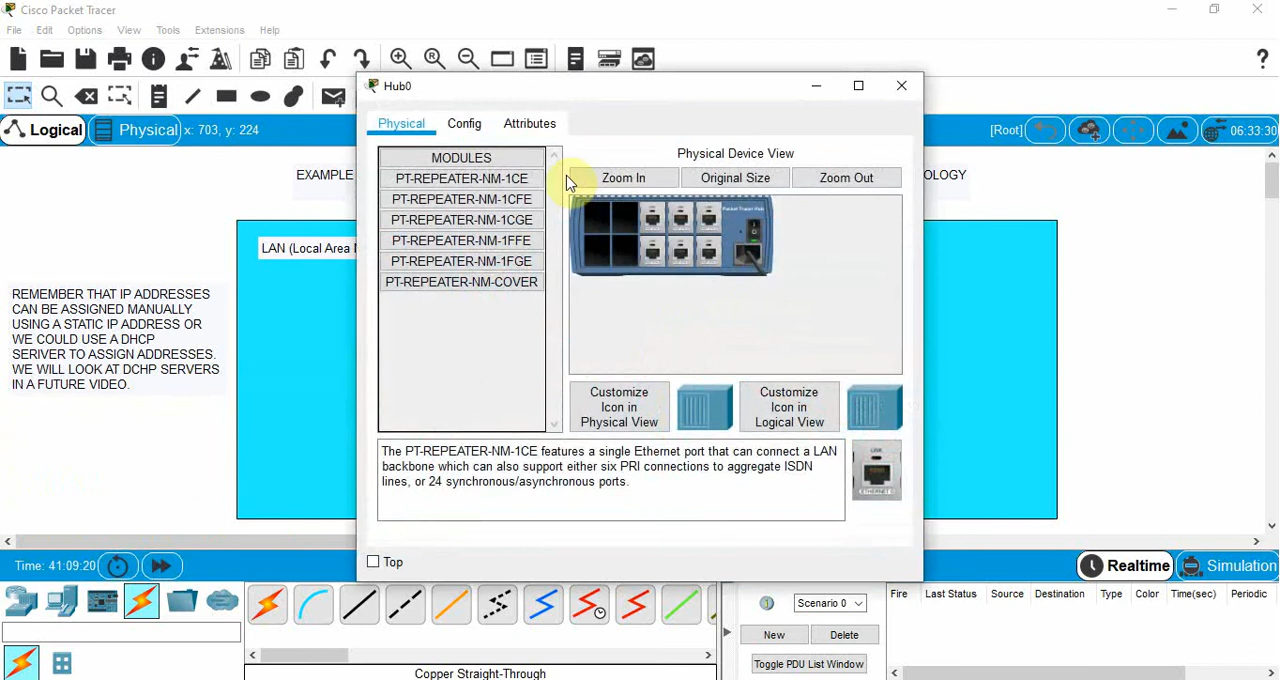 Cisco Packet Tracer
File Edit Options View Tools Extensions Help
Hub0
Logical Physical x: 703, y: 224 [Root] 06:33:30
Physical Config Attributes
MODULES
PT-REPEATER-NM-1CE
PT-REPEATER-NM-1CFE
PT-REPEATER-NM-1CGE
PT-REPEATER-NM-1FFE
PT-REPEATER-NM-1FGE
PT-REPEATER-NM-COVER
Physical Device View
Zoom In Original Size Zoom Out
Packet Tracer Hub
EXAMPLE
OLOGY
LAN (Local Area
REMEMBER THAT IP ADDRESSES
CAN BE ASSIGNED MANUALLY
USING A STATIC IP ADDRESS OR
WE COULD USE A DHCP
SERIVER TO ASSIGN ADDRESSES.
WE WILL LOOK AT DCHP SERVERS
IN A FUTURE VIDEO.
Customize
Icon in
Physical View
Customize
Icon in
Logical View
The PT-REPEATER-NM-1CE features a single Ethernet port that can connect a LAN
backbone which can also support either six PRI connections to aggregate ISDN
lines, or 24 synchronous/asynchronous ports.
LINK
Top
Time: 41:09:20
Realtime Simulation
Scenario 0
New Delete
Toggle PDU List Window
Fire Last Status Source Destination Type Color Time(sec) Periodic
Copper Straight-Through